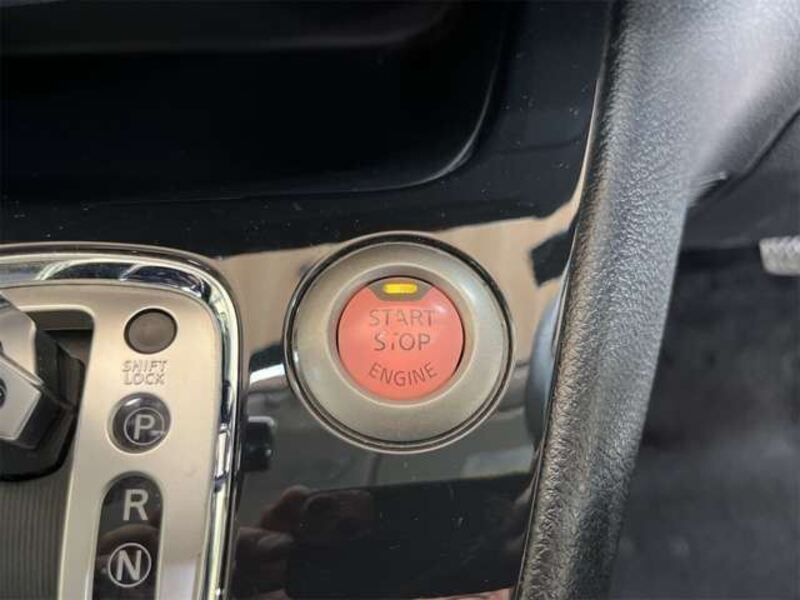 START
STOP
ENGINE
SHIFT
LOCK
P
R
N